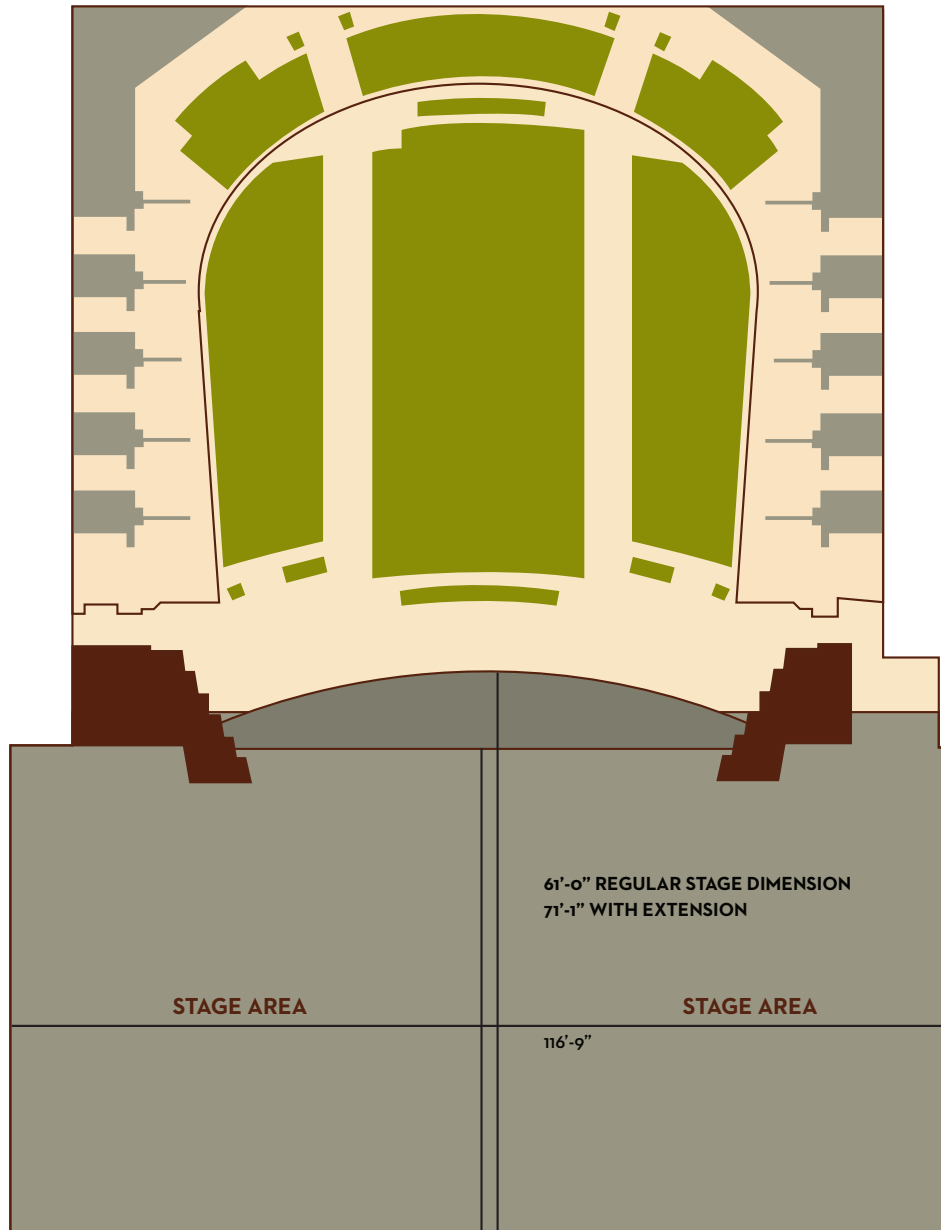 61’-0” REGULAR STAGE DIMENSION
71’-1” WITH EXTENSION
STAGE AREA
STAGE AREA
116’-9”